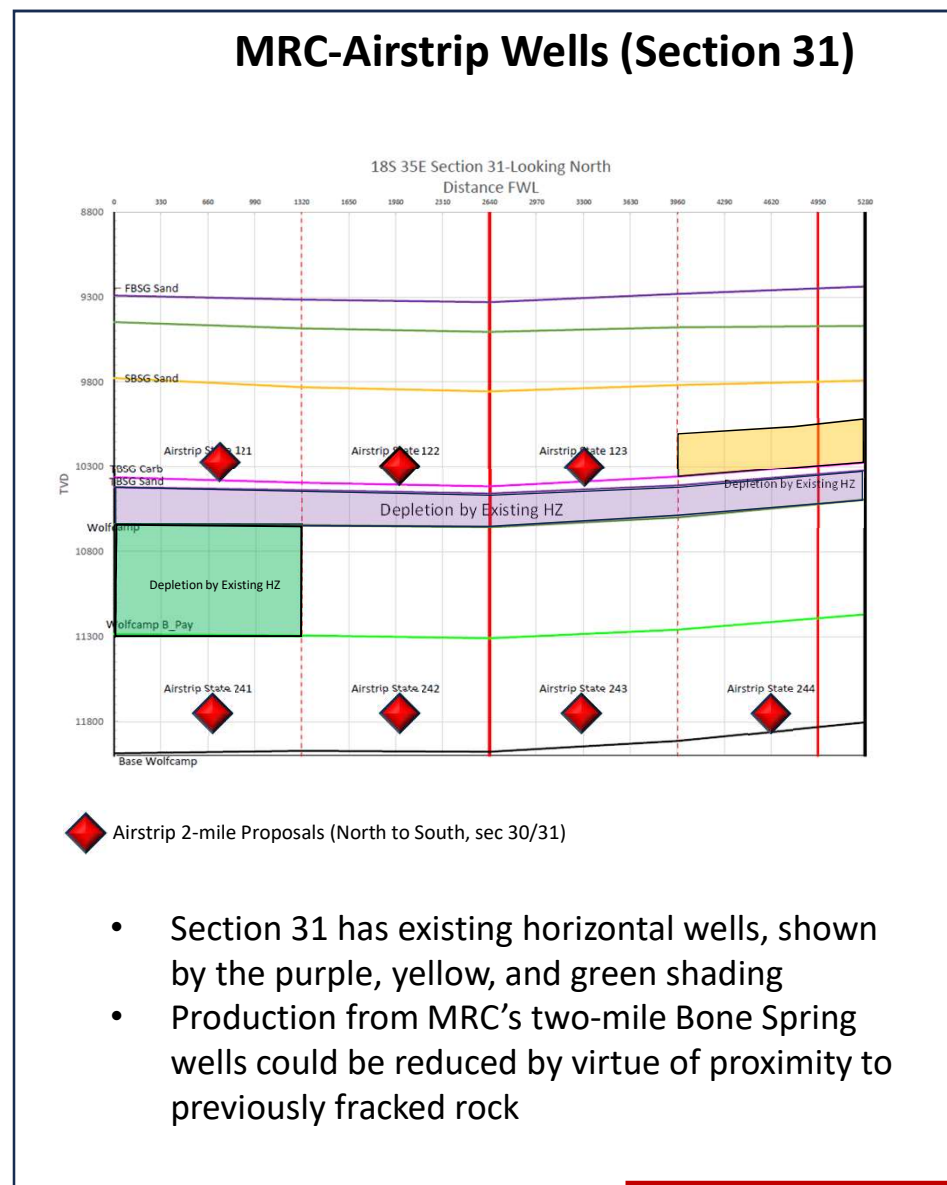 MRC-Airstrip Wells (Section 31)
18S 35E Section 31-Looking North
Distance FWL
0 330 660 990 1320 1650 1980 2310 2640 2970 3300 3630 3960 4290 4620 4950 5280
8800
FBSG Sand
9300
SBSG Sand
9800
Airstrip State 121 Airstrip State 122 Airstrip State 123
10300
TBSG Carb
TBSG Sand
Depletion by Existing HZ
TVD
Depletion by Existing HZ
Wolfcamp
10800
Depletion by Existing HZ
Wolfcamp B_Pay
11300
Airstrip State 241 Airstrip State 242 Airstrip State 243 Airstrip State 244
11800
Base Wolfcamp
Airstrip 2-mile Proposals (North to South, sec 30/31)
• Section 31 has existing horizontal wells, shown
by the purple, yellow, and green shading
• Production from MRC's two-mile Bone Spring
wells could be reduced by virtue of proximity to
previously fracked rock